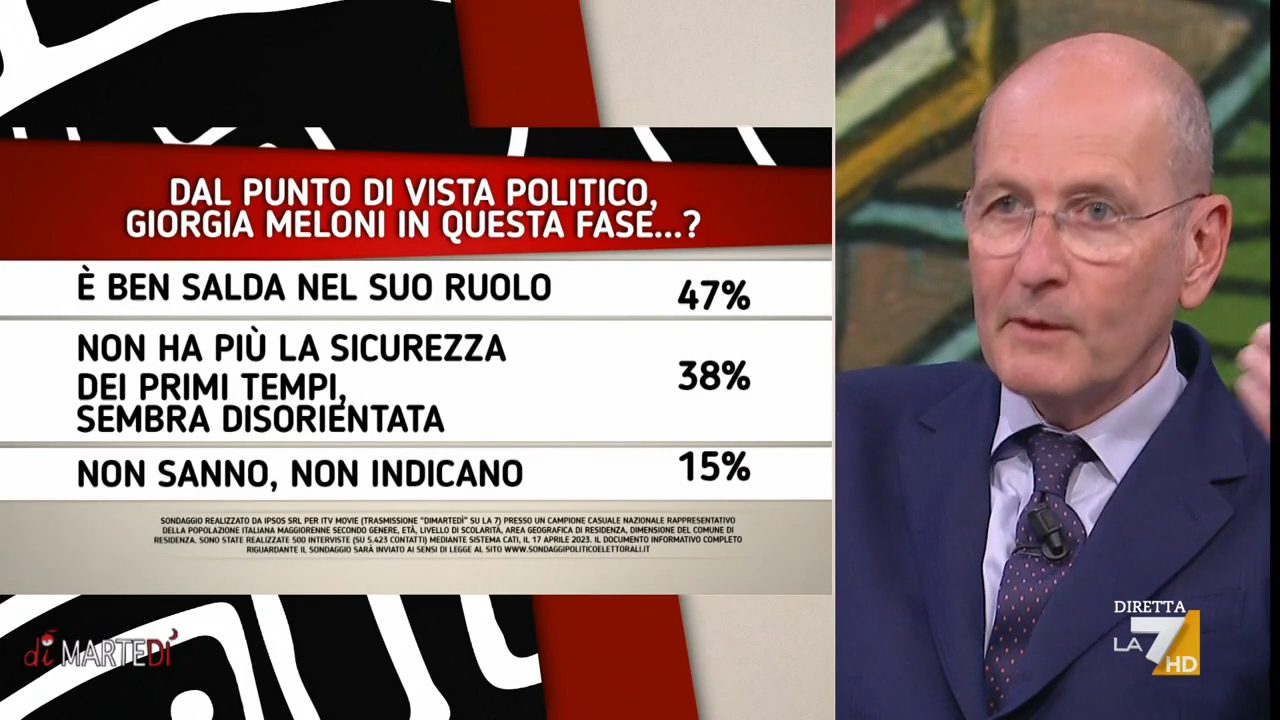 DAL PUNTO DI VISTA POLITICO,
GIORGIA MELONI IN QUESTA FASE...?
È BEN SALDA NEL SUO RUOLO
47%
NON HA PIÙ LA SICUREZZA
DEI PRIMI TEMPI,
SEMBRA DISORIENTATA
38%
NON SANNO, NON INDICANO
15%
SONDAGGIO REALIZZATO DA IPSOS SRL PER ITV MOVIE (TRASMISSIONE "DIMARTEDÌ" SU LA 7) PRESSO UN CAMPIONE CASUALE NAZIONALE RAPPRESENTATIVO
DELLA POPOLAZIONE ITALIANA MAGGIORENNE SECONDO GENERE, ETÀ, LIVELLO DI SCOLARITÀ, AREA GEOGRAFICA DI RESIDENZA, DIMENSIONE DEL COMUNE DI
RESIDENZA. SONO STATE REALIZZATE 500 INTERVISTE (SU 5.423 CONTATTI) MEDIANTE SISTEMA CATI, IL 17 APRILE 2023. IL DOCUMENTO INFORMATIVO COMPLETO
RIGUARDANTE IL SONDAGGIO SARÀ INVIATO AI SENSI DI LEGGE AL SITO WWW.SONDAGGIPOLITICOELETTORALI.IT
dì MARTEDÌ
DIRETTA
LA 7 HD